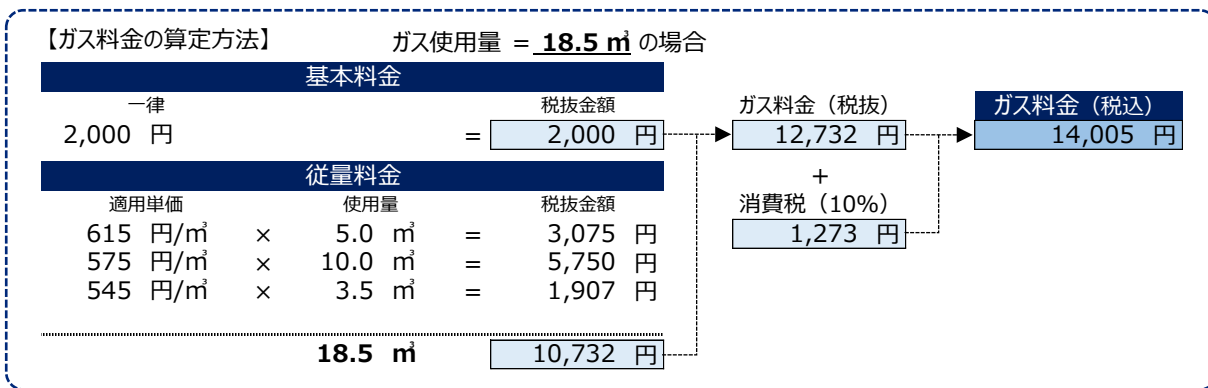 【ガス料金の算定方法】 ガス使用量 = 18.5 ㎥ の場合
基本料金
一律 税抜金額
2,000 円 = 2,000 円
ガス料金（税抜）
12,732 円
+
消費税（10%）
1,273 円
ガス料金（税込）
14,005 円
従量料金
適用単価 使用量 税抜金額
615 円/㎥ × 5.0 ㎥ = 3,075 円
575 円/㎥ × 10.0 ㎥ = 5,750 円
545 円/㎥ × 3.5 ㎥ = 1,907 円
18.5 ㎥ 10,732 円